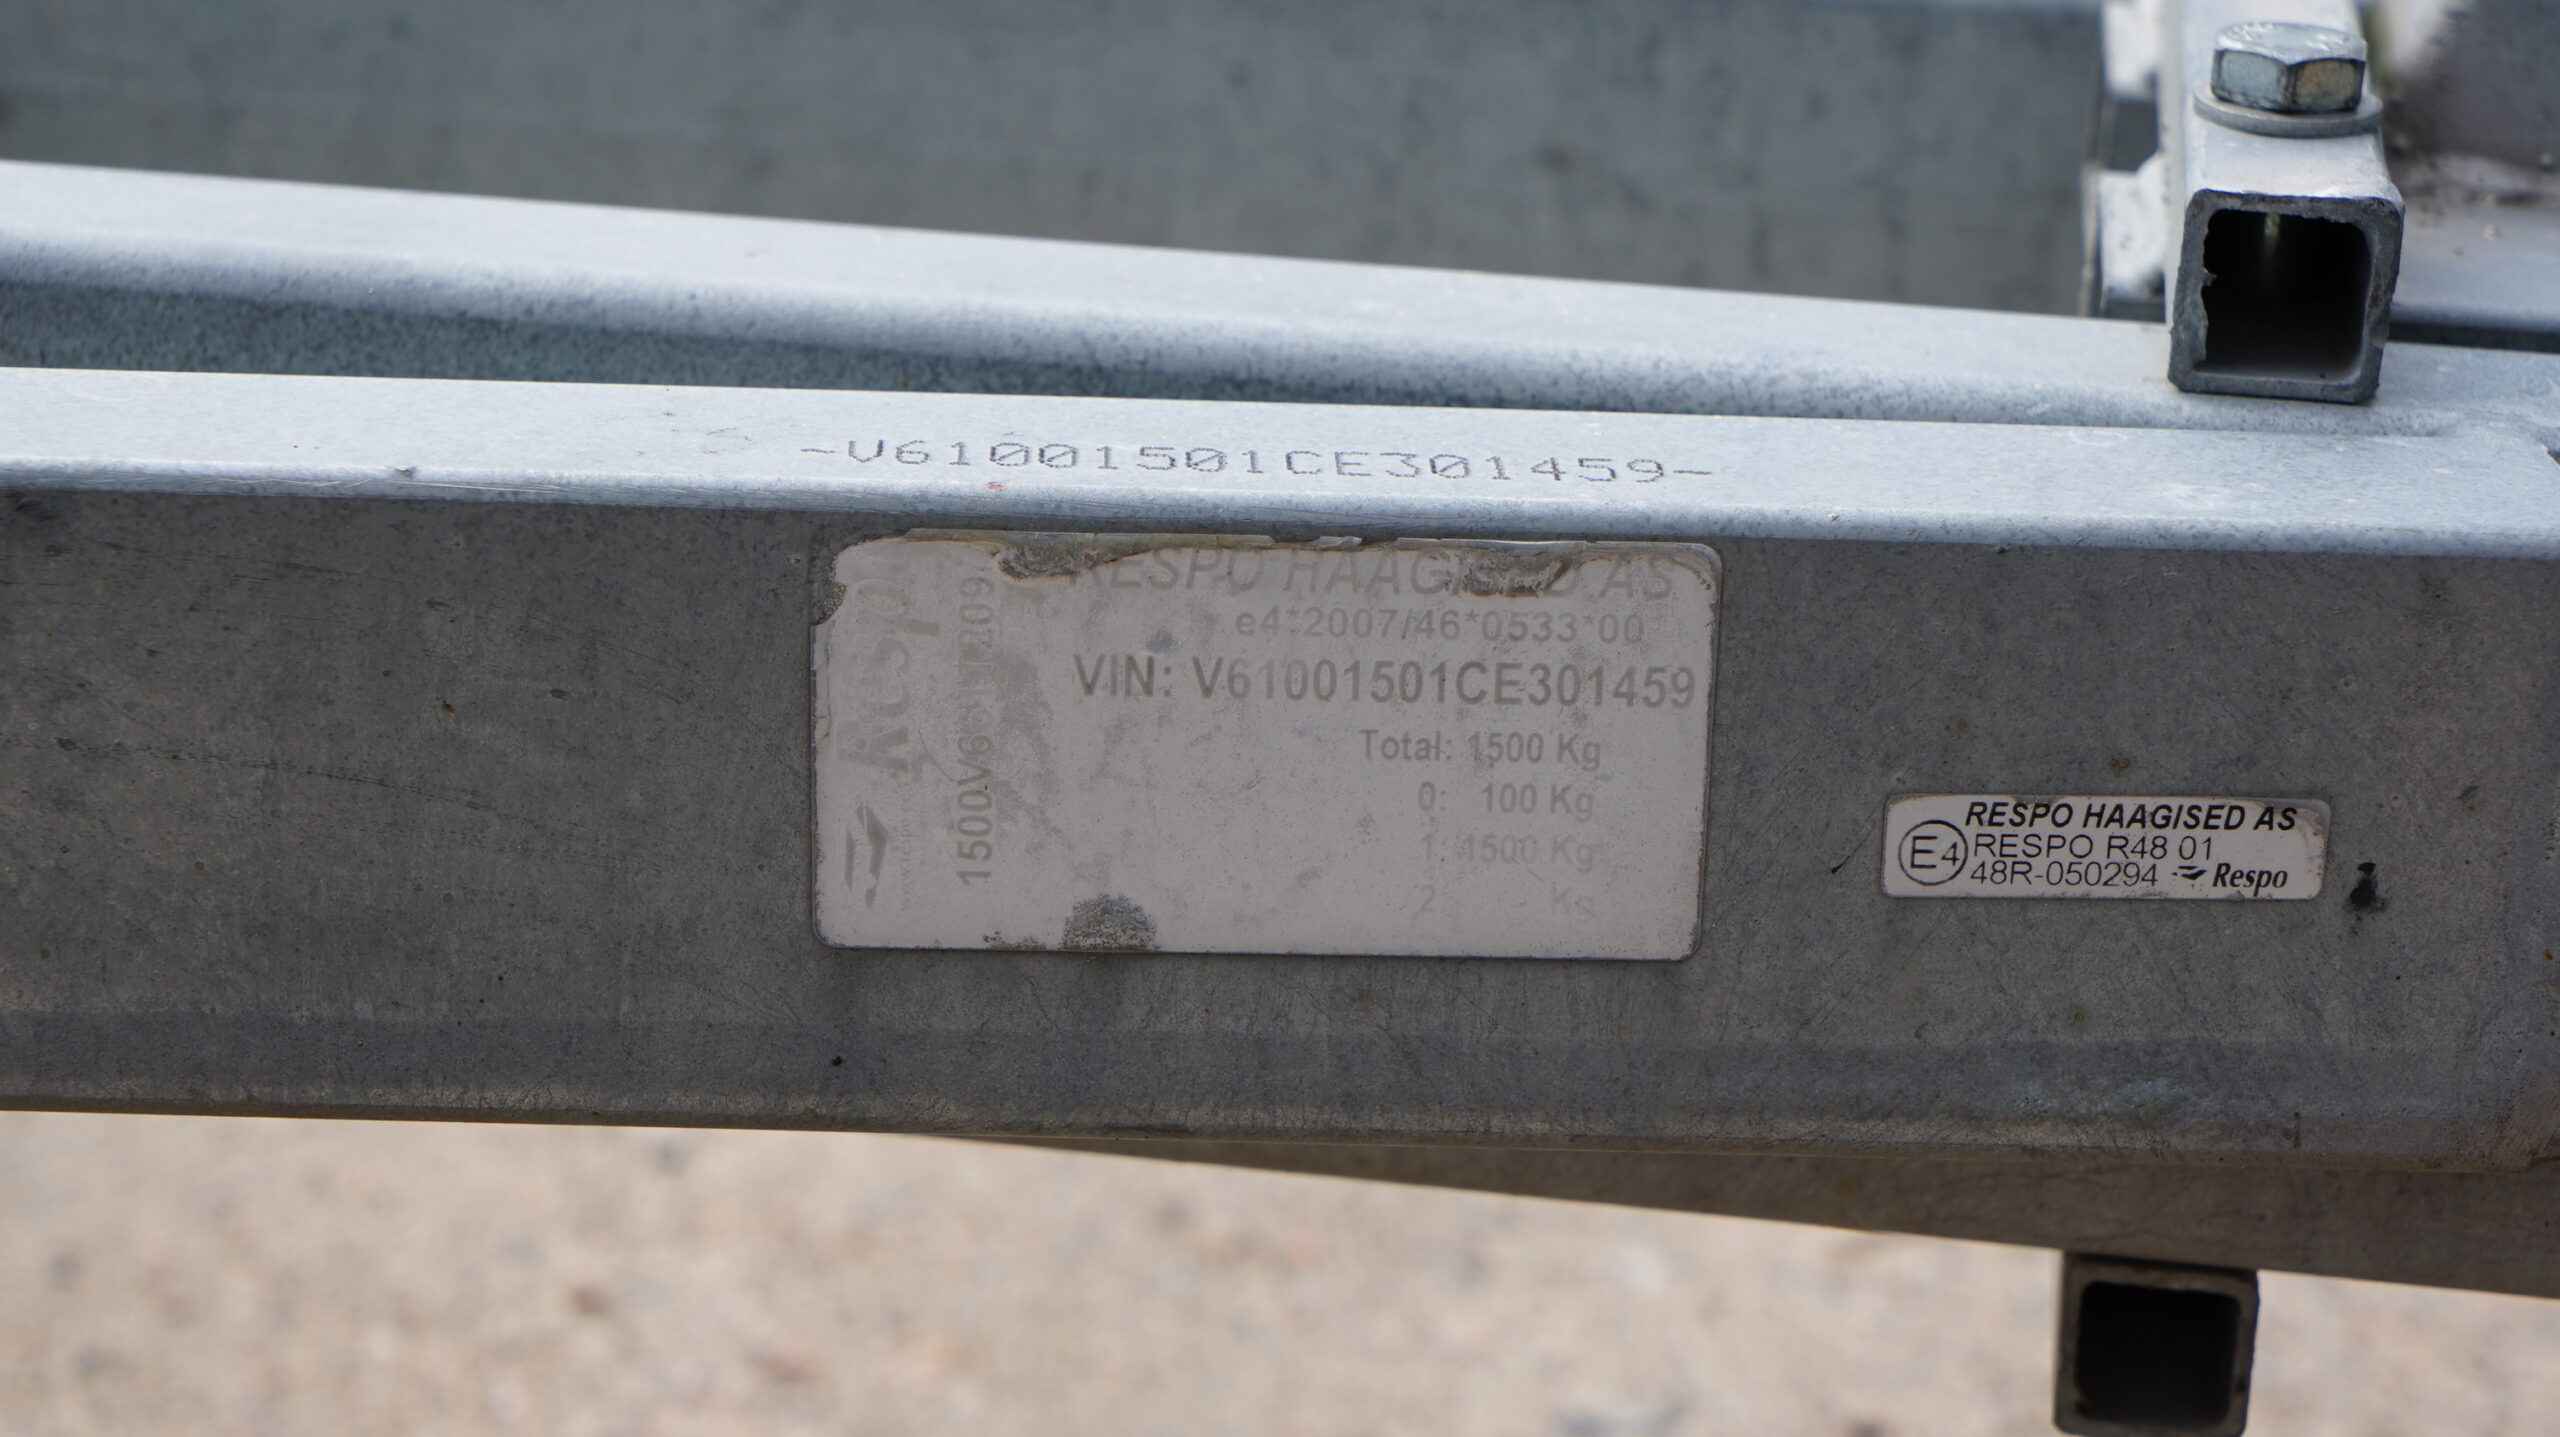 -V61001501CE301459-
RESPO HAAGISED AS
e4*2007/46*0533*00
VIN: V61001501CE301459
Total: 1500 Kg
0: 100 Kg
1: 1500 Kg
2: Kg
Respo
RESPO HAAGISED AS
E4
RESPO R48 01
48R-050294 Respo